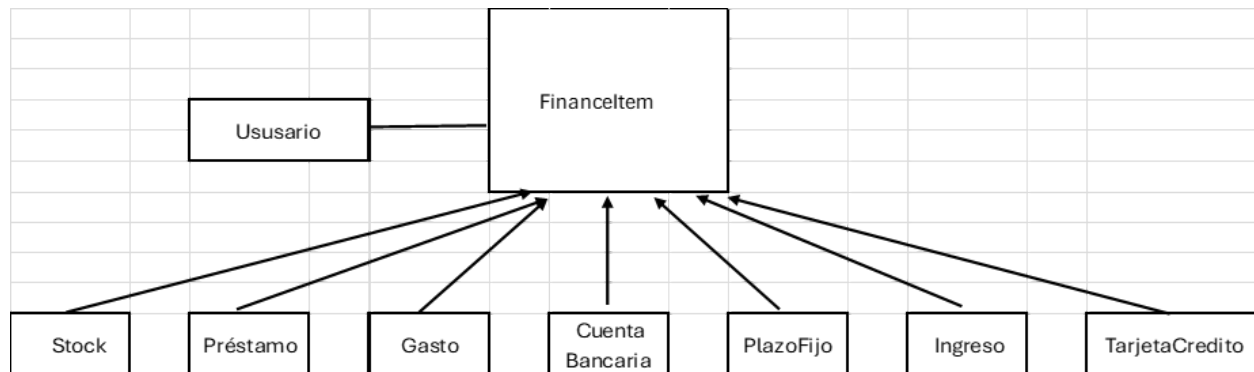 FinanceItem
Ususario
Stock
Préstamo
Gasto
Cuenta
Bancaria
PlazoFijo
Ingreso
TarjetaCredito